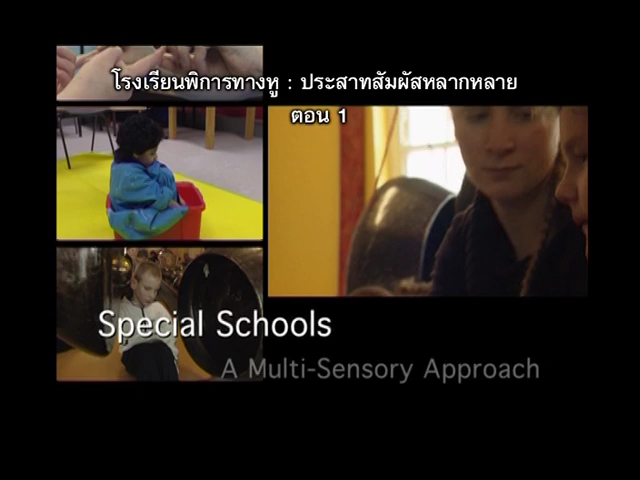 โรงเรียนพิการทางหู : ประสาทสัมผัสหลากหลาย
ตอน 1
Special Schools
A Multi-Sensory Approach